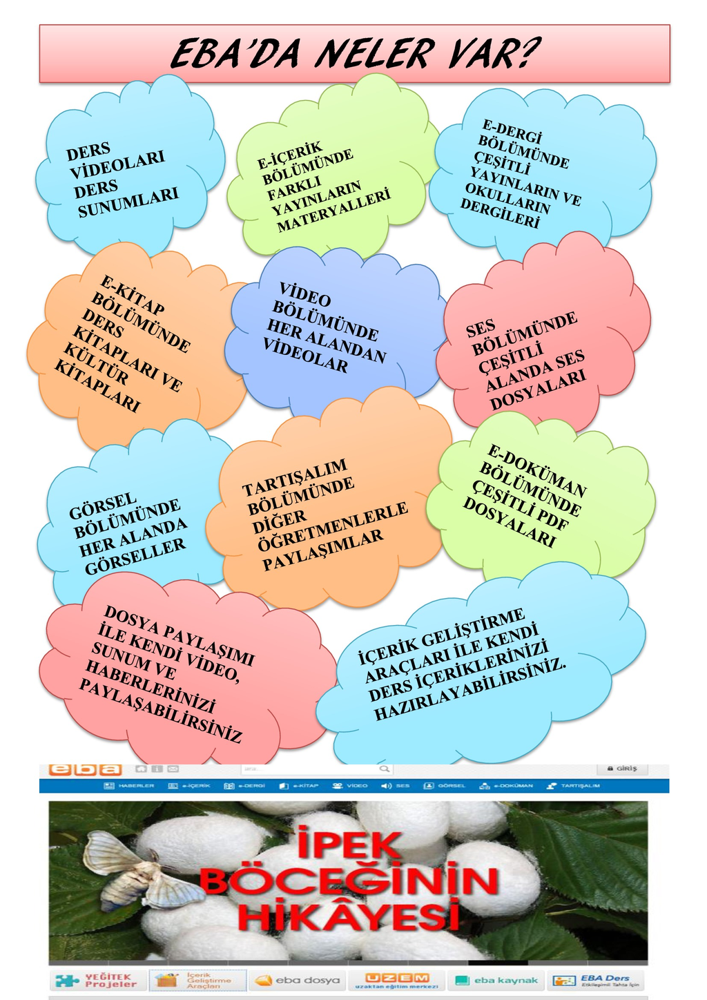 EBA'DA NELER VAR?
DERS
VİDEOLARI
DERS
SUNUMLARI
E-İÇERİK
BÖLÜMÜNDE
FARKLI
YAYINLARIN
MATERYALLERİ
E-DERGİ
BÖLÜMÜNDE
ÇEŞİTLİ
YAYINLARIN VE
OKULLARIN
DERGİLERİ
E-KİTAP
BÖLÜMÜNDE
DERS
KİTAPLARI VE
KÜLTÜR
KİTAPLARI
VİDEO
BÖLÜMÜNDE
HER ALANDAN
VİDEOLAR
SES
BÖLÜMÜNDE
ÇEŞİTLİ
ALANDA SES
DOSYALARI
GÖRSEL
BÖLÜMÜNDE
HER ALANDA
GÖRSELLER
TARTIŞALIM
BÖLÜMÜNDE
DİĞER
ÖĞRETMENLERLE
PAYLAŞIMLAR
E-DOKÜMAN
BÖLÜMÜNDE
ÇEŞİTLİ PDF
DOSYALARI
DOSYA PAYLAŞIMI
İLE KENDİ VİDEO,
SUNUM VE
HABERLERİNİZİ
PAYLAŞABİLİRSİNİZ
İÇERİK GELİŞTİRME
ARAÇLARI İLE KENDİ
DERS İÇERİKLERİNİZİ
HAZIRLAYABİLİRSİNİZ.
eba ara... GİRİŞ
HABERLER e-İÇERİK e-DERGİ e-KİTAP VİDEO SES GÖRSEL e-DOKÜMAN TARTIŞALIM
İPEK
BÖCEĞİNİN
HİKÂYESİ
YEĞİTEK
Projeler
İçerik
Geliştirme
Araçları
eba dosya
UZEM
uzaktan eğitim merkezi
eba kaynak
EBA Ders
Etkileşimli Tahta İçin